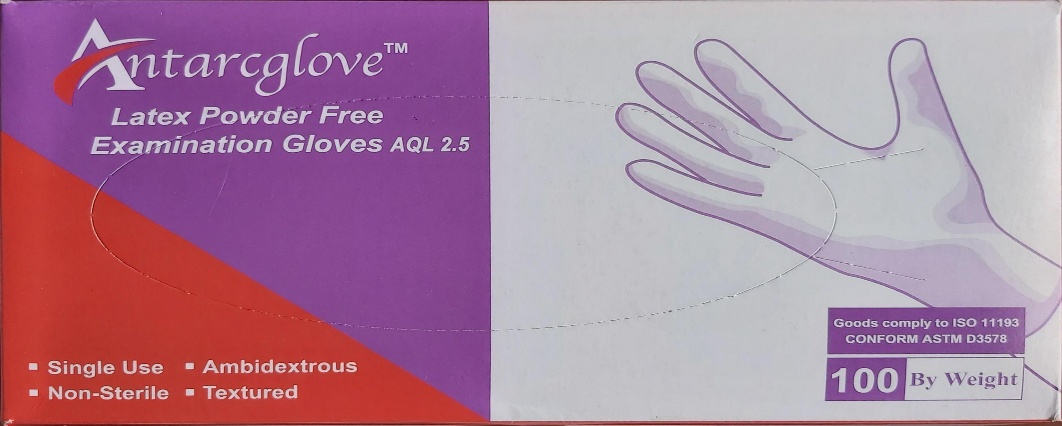 Antarcglove™
Latex Powder Free
Examination Gloves AQL 2.5
▪ Single Use ▪ Ambidextrous
▪ Non-Sterile ▪ Textured
Goods comply to ISO 11193
CONFORM ASTM D3578
100 By Weight